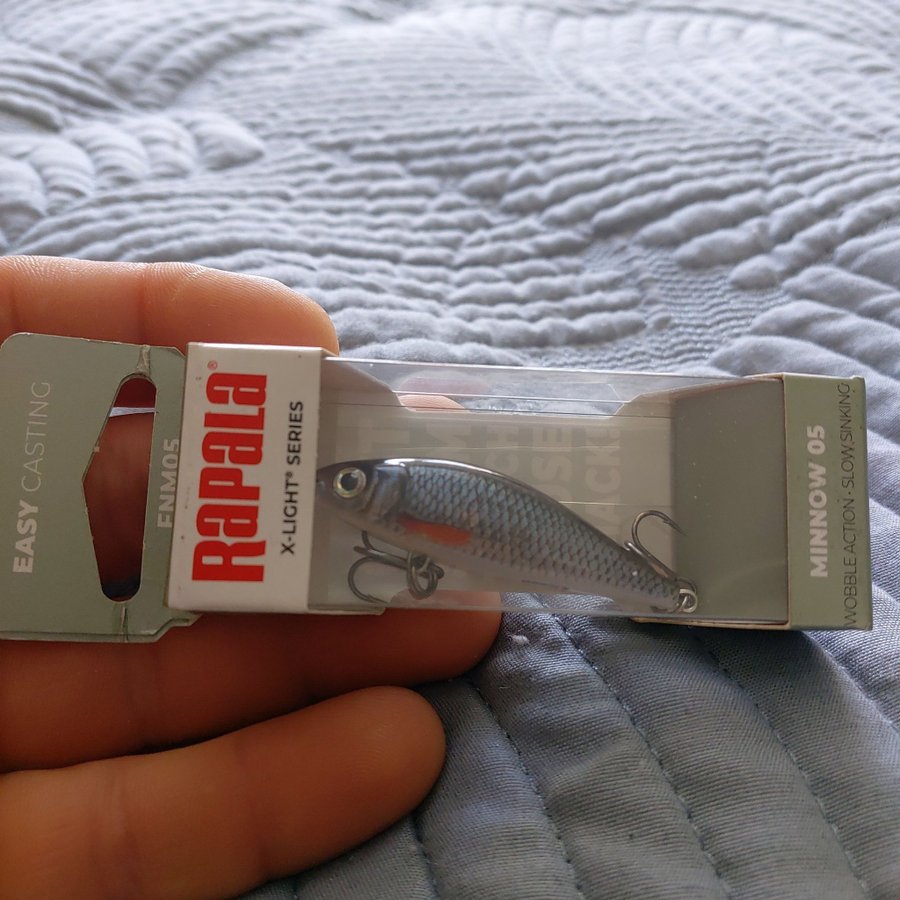 EASY CASTING
FNM05
RAPALA®
X-LIGHT® SERIES
MINNOW 05
WOBBLE ACTION - SLOW SINKING